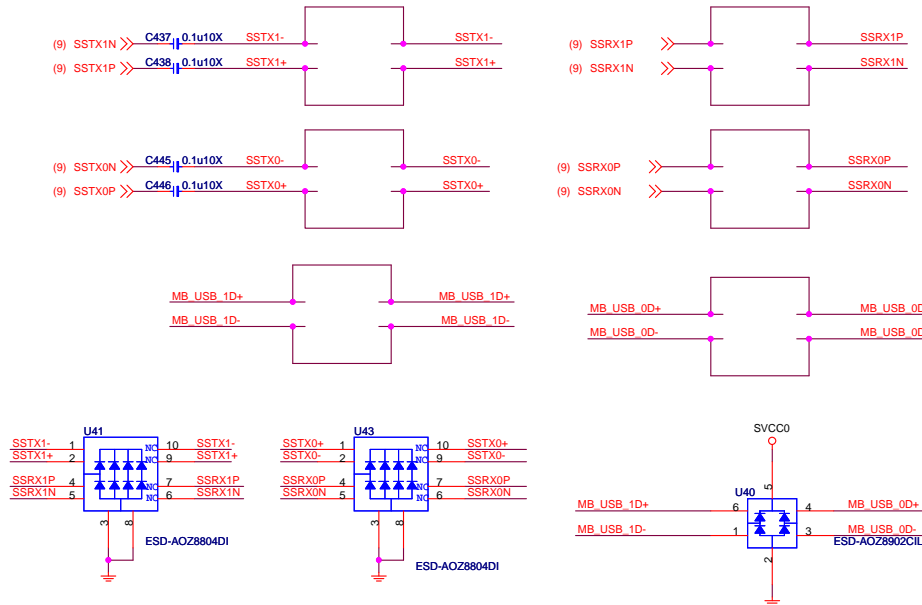 (9) SSTX1N C437 0.1u10X SSTX1- SSTX1- (9) SSRX1P SSRX1P
(9) SSTX1P C438 0.1u10X SSTX1+ SSTX1+ (9) SSRX1N SSRX1N
(9) SSTX0N C445 0.1u10X SSTX0- SSTX0- (9) SSRX0P SSRX0P
(9) SSTX0P C446 0.1u10X SSTX0+ SSTX0+ (9) SSRX0N SSRX0N
MB_USB_1D+ MB_USB_1D+ MB_USB_0D+ MB_USB_0D
MB_USB_1D- MB_USB_1D- MB_USB_0D- MB_USB_0D
U41
SSTX1- 1 NC 10 SSTX1-
SSTX1+ 2 NC 9 SSTX1+
SSRX1P 4 NC 7 SSRX1P
SSRX1N 5 NC 6 SSRX1N
3 8
ESD-AOZ8804DI
U43
SSTX0+ 1 NC 10 SSTX0+
SSTX0- 2 NC 9 SSTX0-
SSRX0P 4 NC 7 SSRX0P
SSRX0N 5 NC 6 SSRX0N
3 8
ESD-AOZ8804DI
SVCC0
5
U40
MB_USB_1D+ 6 4 MB_USB_0D+
MB_USB_1D- 1 3 MB_USB_0D-
ESD-AOZ8902CIL
2